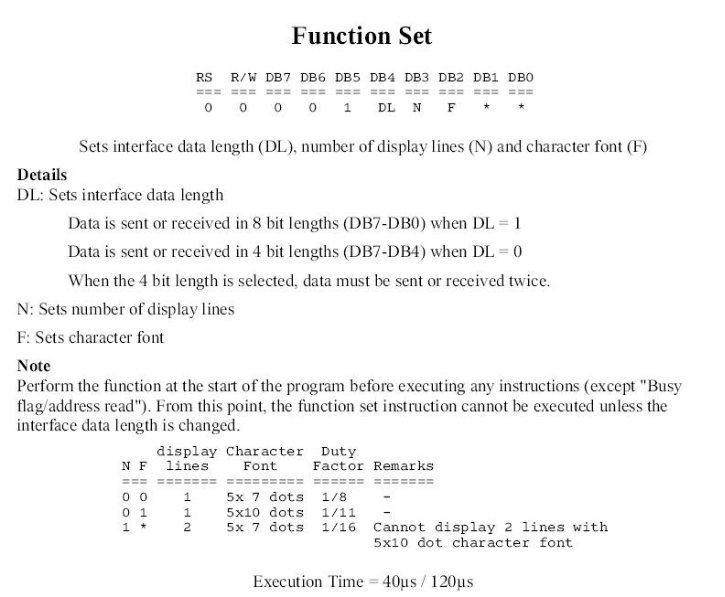 Function Set
RS R/W DB7 DB6 DB5 DB4 DB3 DB2 DB1 DB0
=== === === === === === === === === ===
0 0 0 0 1 DL N F * *
Sets interface data length (DL), number of display lines (N) and character font (F)
Details
DL: Sets interface data length
Data is sent or received in 8 bit lengths (DB7-DB0) when DL = 1
Data is sent or received in 4 bit lengths (DB7-DB4) when DL = 0
When the 4 bit length is selected, data must be sent or received twice.
N: Sets number of display lines
F: Sets character font
Note
Perform the function at the start of the program before executing any instructions (except "Busy
flag/address read"). From this point, the function set instruction cannot be executed unless the
interface data length is changed.
display Character Duty
N F lines Font Factor Remarks
=== ======= ========= ====== =======
0 0 1 5x 7 dots 1/8 -
0 1 1 5x10 dots 1/11 -
1 * 2 5x 7 dots 1/16 Cannot display 2 lines with
5x10 dot character font
Execution Time = 40µs / 120µs